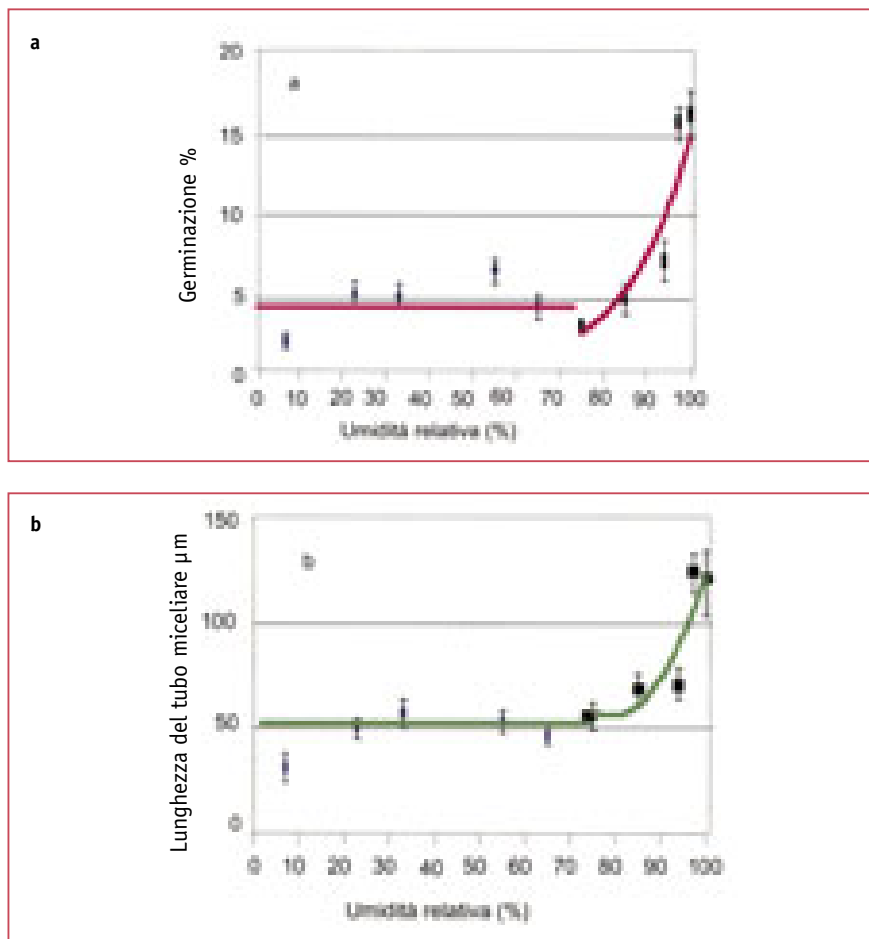 a
20
a
15
10
5
0
Germinazione %
0 10 20 30 40 50 60 70 80 90 100
Umidità relativa (%)
b
150
b
100
50
0
Lunghezza del tubo miceliare µm
0 10 20 30 40 50 60 70 80 90 100
Umidità relativa (%)